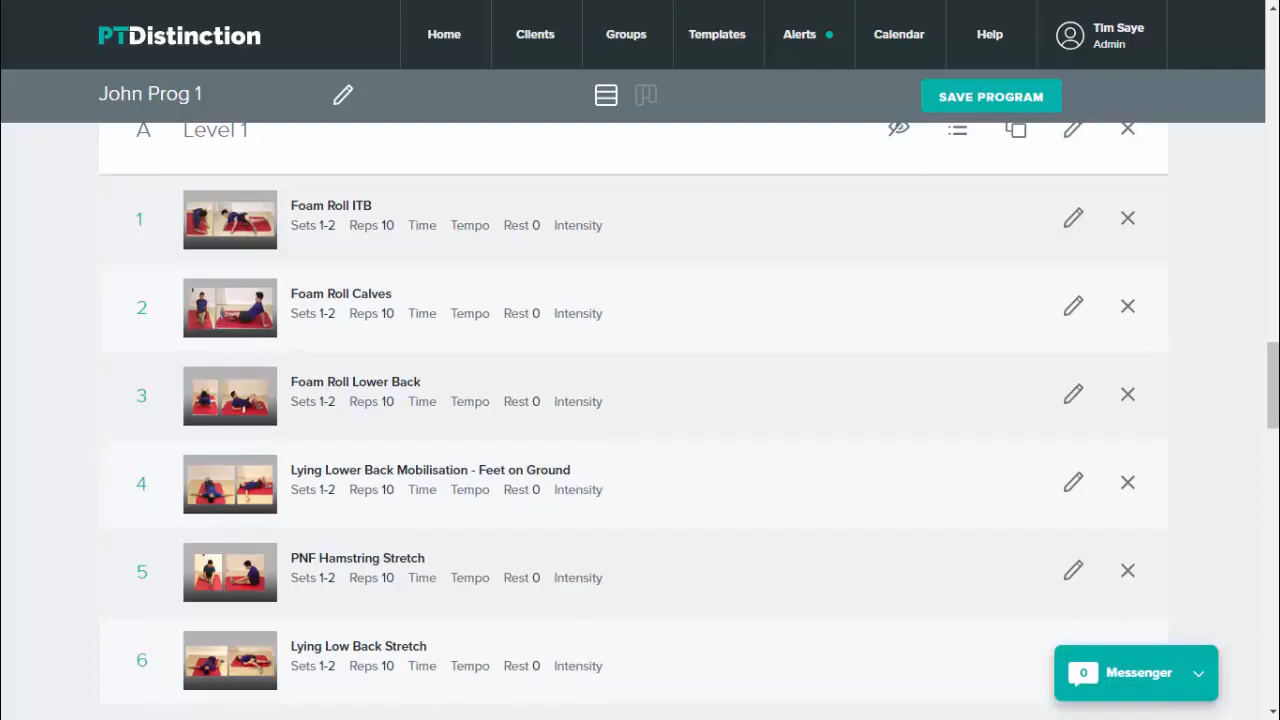 PTDistinction
Home
Clients
Groups
Templates
Alerts
Calendar
Help
Tim Saye
Admin
John Prog 1
SAVE PROGRAM
A Level 1
1
Foam Roll ITB
Sets 1-2 Reps 10 Time Tempo Rest 0 Intensity
2
Foam Roll Calves
Sets 1-2 Reps 10 Time Tempo Rest 0 Intensity
3
Foam Roll Lower Back
Sets 1-2 Reps 10 Time Tempo Rest 0 Intensity
4
Lying Lower Back Mobilisation - Feet on Ground
Sets 1-2 Reps 10 Time Tempo Rest 0 Intensity
5
PNF Hamstring Stretch
Sets 1-2 Reps 10 Time Tempo Rest 0 Intensity
6
Lying Low Back Stretch
Sets 1-2 Reps 10 Time Tempo Rest 0 Intensity
0 Messenger